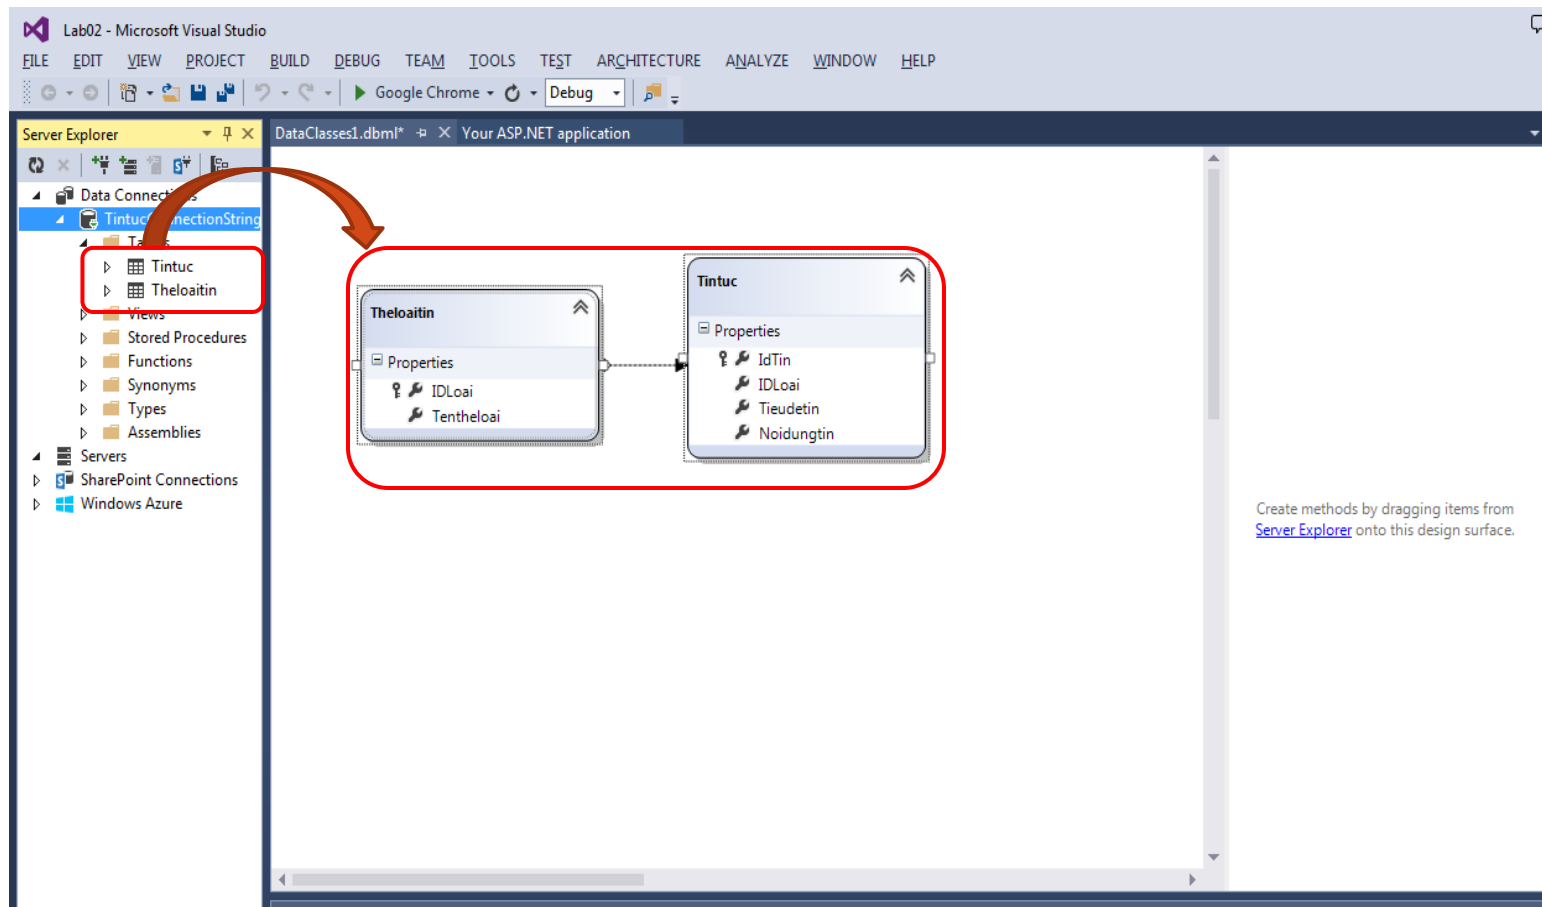 Lab02 - Microsoft Visual Studio
FILE EDIT VIEW PROJECT BUILD DEBUG TEAM TOOLS TEST ARCHITECTURE ANALYZE WINDOW HELP
Google Chrome Debug
Server Explorer
DataClasses1.dbml* Your ASP.NET application
Data Connections
TintucConnectionString
Tables
Tintuc
Theloaitin
Views
Stored Procedures
Functions
Synonyms
Types
Assemblies
Servers
SharePoint Connections
Windows Azure
Theloaitin
Properties
IDLoai
Tentheloai
Tintuc
Properties
IdTin
IDLoai
Tieudetin
Noidungtin
Create methods by dragging items from
Server Explorer onto this design surface.